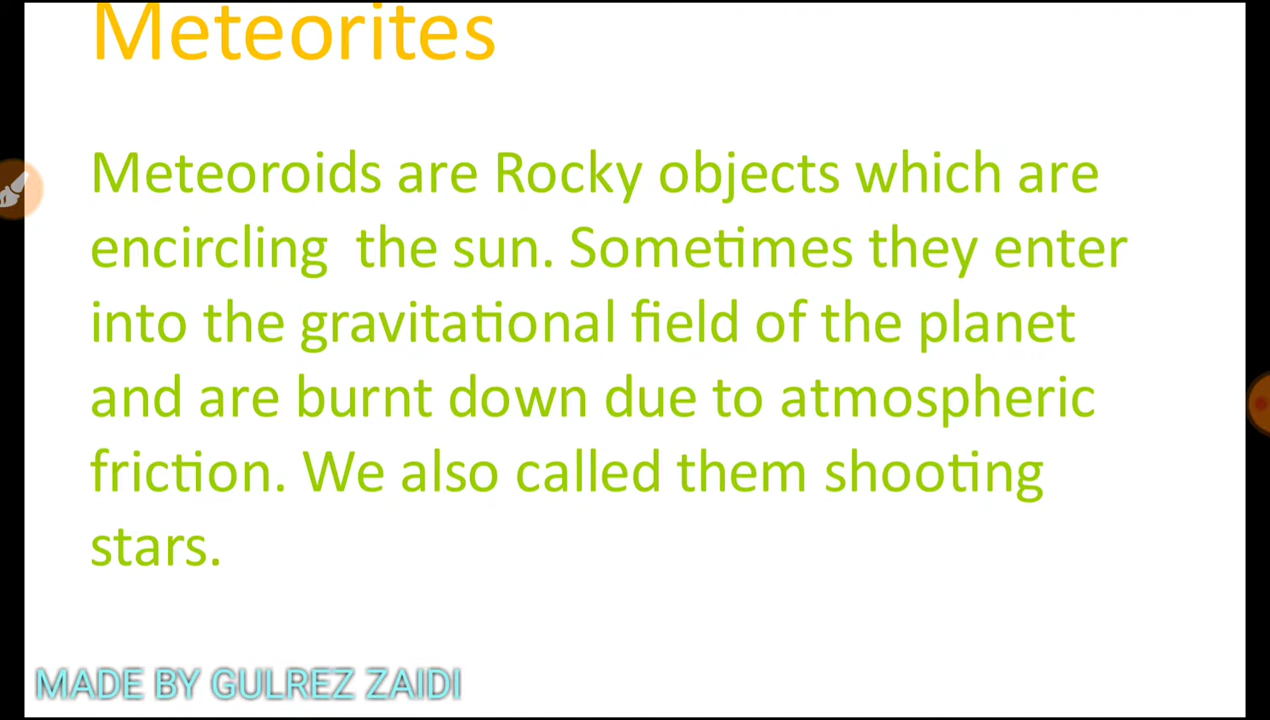 Meteorites
Meteoroids are Rocky objects which are
encircling the sun. Sometimes they enter
into the gravitational field of the planet
and are burnt down due to atmospheric
friction. We also called them shooting
stars.
MADE BY GULREZ ZAIDI